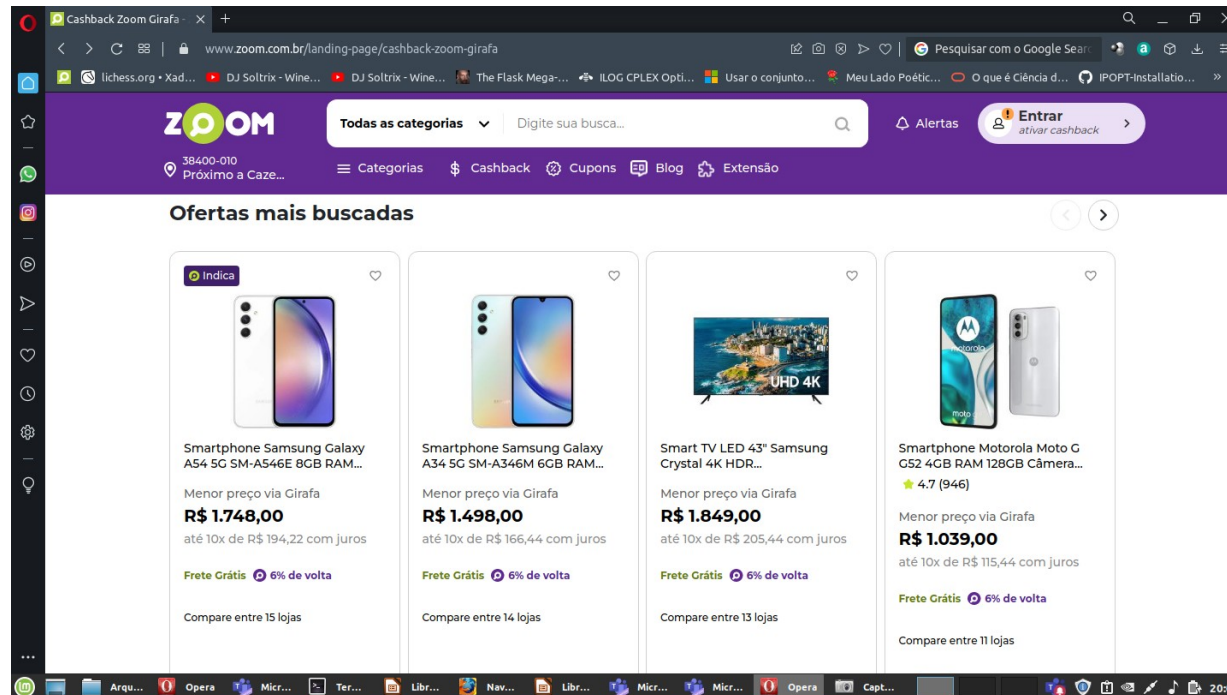 Cashback Zoom Girafa -
www.zoom.com.br/landing-page/cashback-zoom-girafa
Pesquisar com o Google Searc
lichess.org • Xad...
DJ Soltrix - Wine...
DJ Soltrix - Wine...
The Flask Mega-...
ILOG CPLEX Opti...
Usar o conjunto...
Meu Lado Poétic...
O que é Ciência d...
IPOPT-Installatio...
ZOOM
Todas as categorias
Digite sua busca...
Alertas
Entrar
ativar cashback
38400-010
Próximo a Caze...
Categorias
Cashback
Cupons
Blog
Extensão
Ofertas mais buscadas
Indica
Smartphone Samsung Galaxy
A54 5G SM-A546E 8GB RAM...
Menor preço via Girafa
R$ 1.748,00
até 10x de R$ 194,22 com juros
Frete Grátis 6% de volta
Compare entre 15 lojas
Smartphone Samsung Galaxy
A34 5G SM-A346M 6GB RAM...
Menor preço via Girafa
R$ 1.498,00
até 10x de R$ 166,44 com juros
Frete Grátis 6% de volta
Compare entre 14 lojas
UHD 4K
Smart TV LED 43" Samsung
Crystal 4K HDR...
Menor preço via Girafa
R$ 1.849,00
até 10x de R$ 205,44 com juros
Frete Grátis 6% de volta
Compare entre 13 lojas
motorola
moto
Smartphone Motorola Moto G
G52 4GB RAM 128GB Câmera...
4.7 (946)
Menor preço via Girafa
R$ 1.039,00
até 10x de R$ 115,44 com juros
Frete Grátis 6% de volta
Compare entre 11 lojas
Arqu...
Opera
Micr...
Ter...
Libr...
Nav...
Libr...
Micr...
Micr...
Opera
Capt...